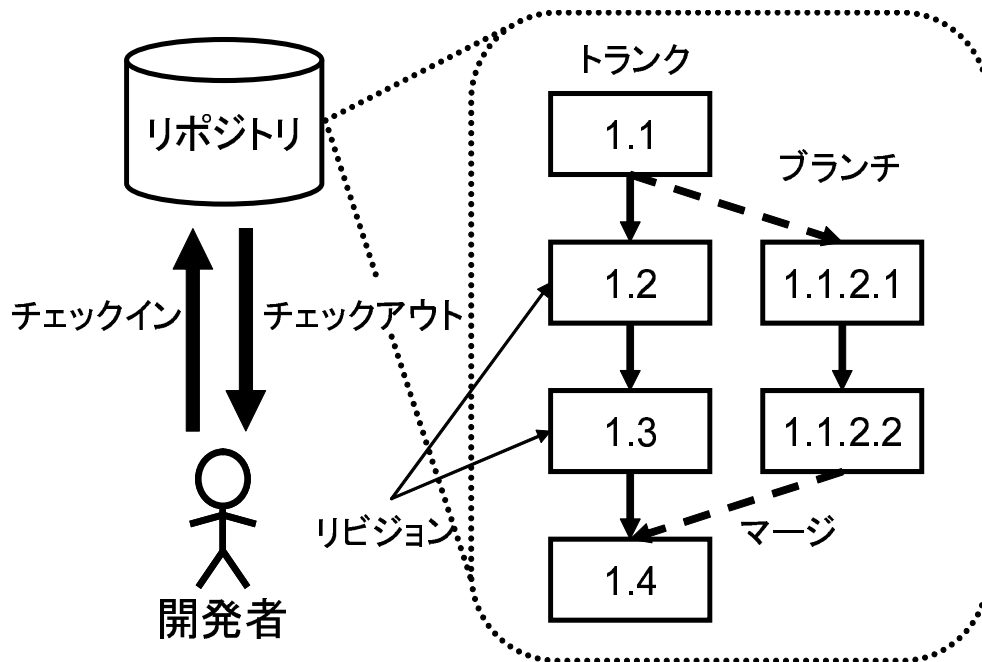 トランク
リポジトリ
1.1
ブランチ
1.2
1.1.2.1
チェックイン
チェックアウト
1.3
1.1.2.2
リビジョン
マージ
1.4
開発者